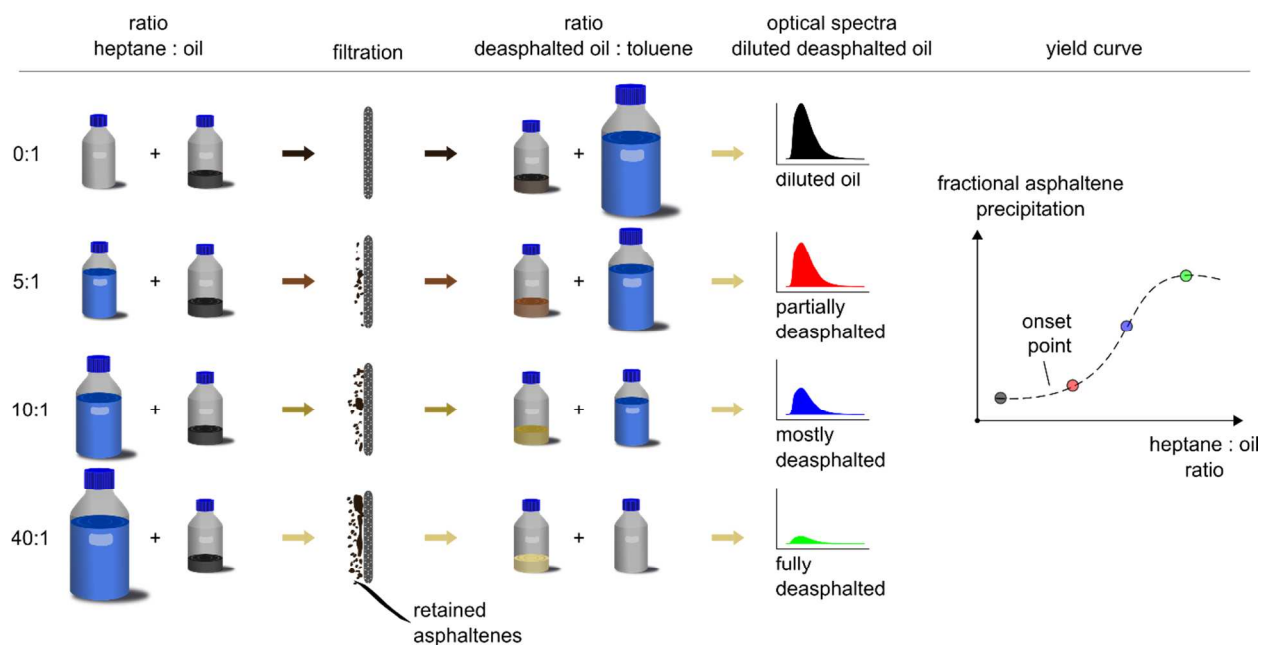 ratio
heptane : oil
filtration
ratio
deasphalted oil : toluene
optical spectra
diluted deasphalted oil
yield curve
0:1
+
+
diluted oil
5:1
+
+
partially
deasphalted
10:1
+
+
mostly
deasphalted
40:1
+
+
fully
deasphalted
retained
asphaltenes
fractional asphaltene
precipitation
onset
point
heptane : oil
ratio